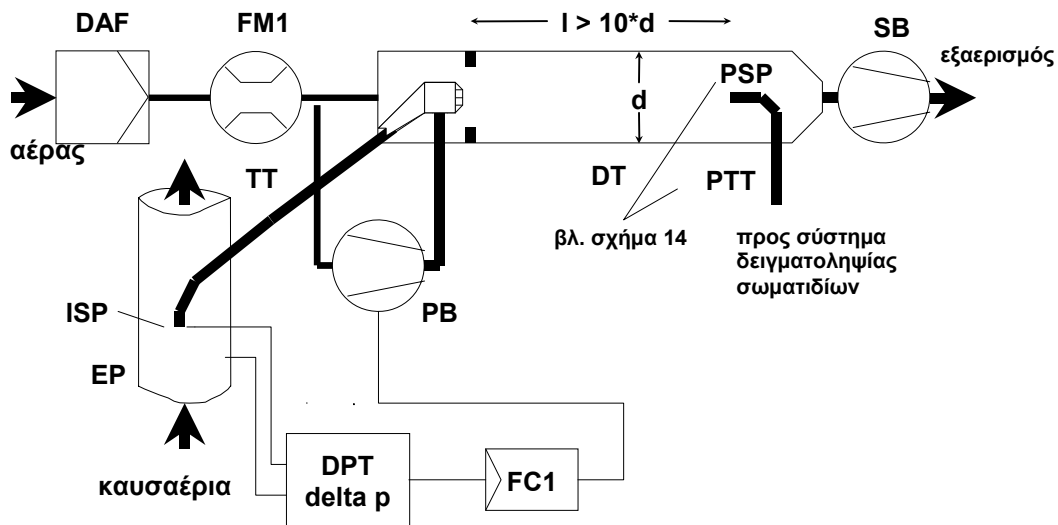 DAF
FM1
l > 10*d
SB
εξαερισμός
PSP
d
αέρας
TT
DT
PTT
βλ. σχήμα 14
προς σύστημα
δειγματοληψίας
σωματιδίων
ISP
PB
EP
DPT
delta p
FC1
καυσαέρια